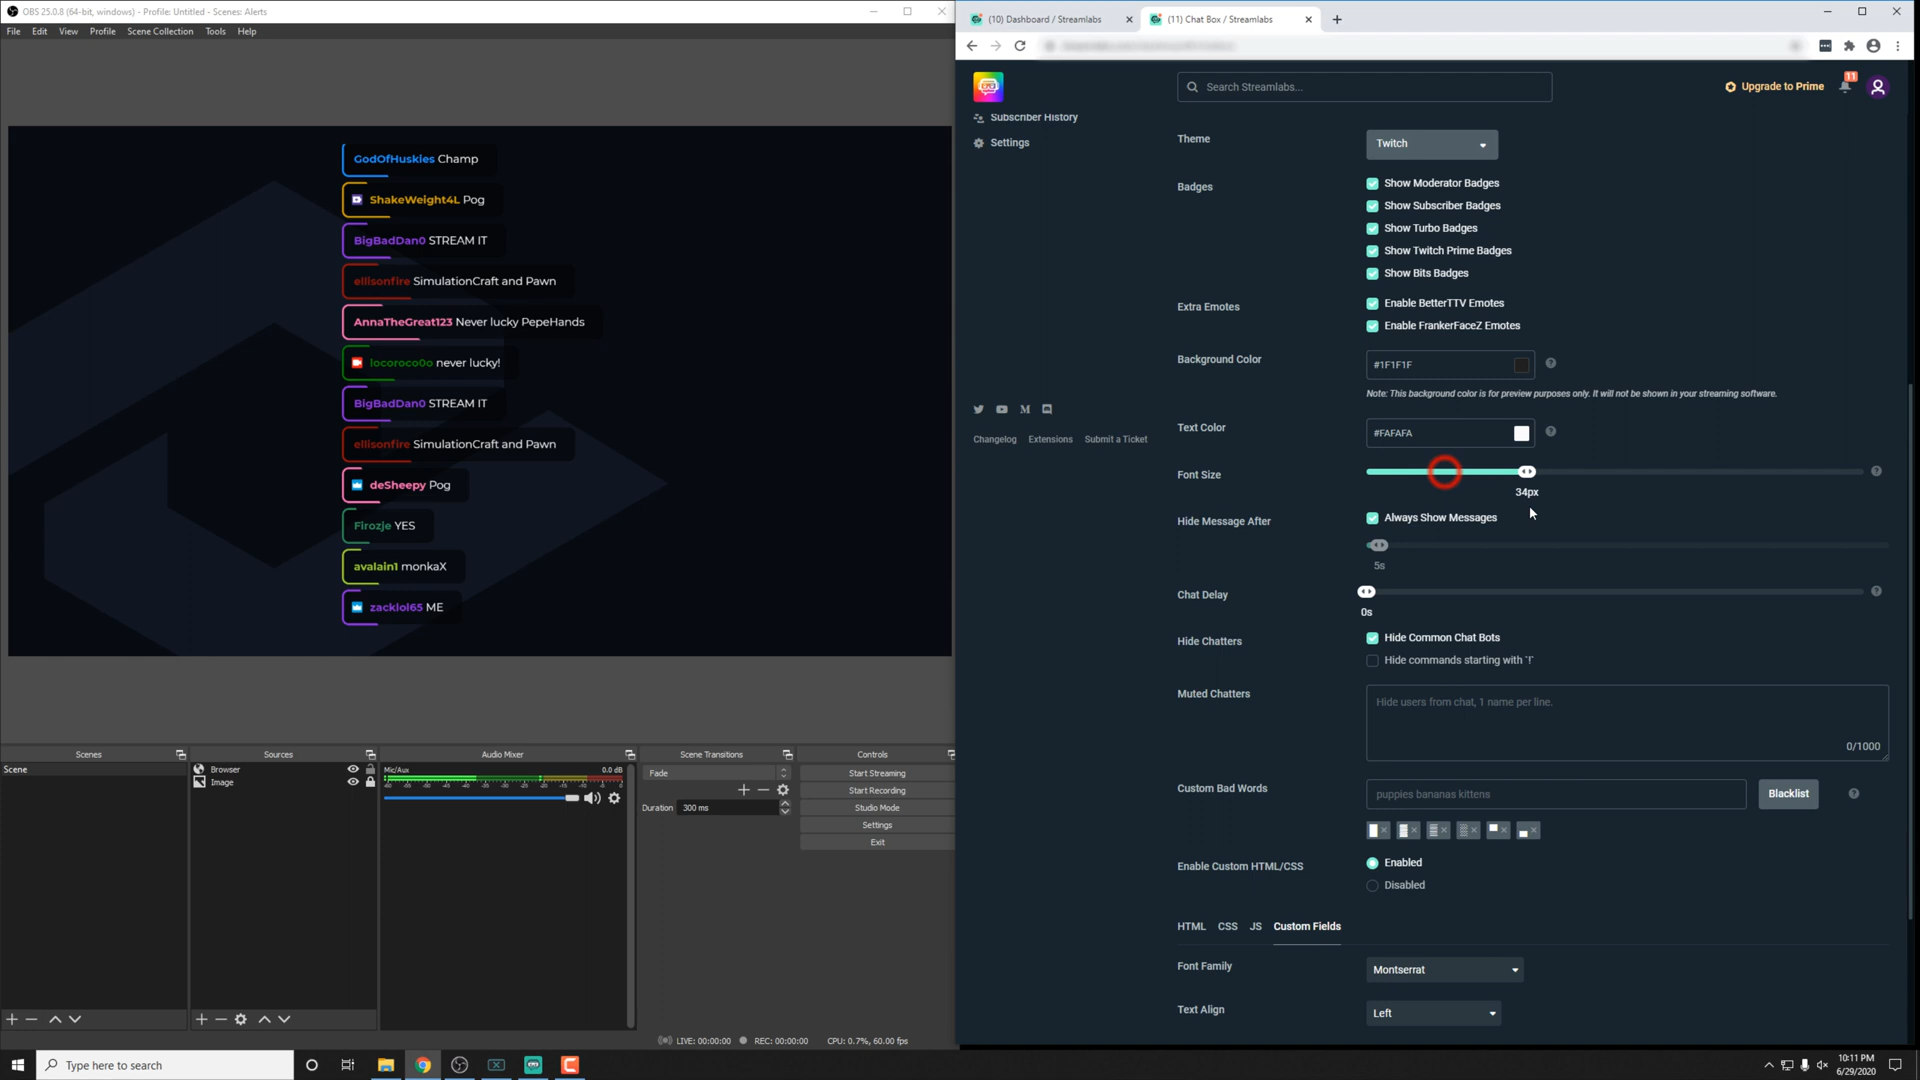 OBS 25.0.8 (64-bit, windows) - Profile: Untitled - Scenes: Alerts
File Edit View Profile Scene Collection Tools Help
GodOfHuskies Champ
ShakeWeight4L Pog
BigBadDan0 STREAM IT
ellisonfire SimulationCraft and Pawn
AnnaTheGreat123 Never lucky PepeHands
locoroco0o never lucky!
BigBadDan0 STREAM IT
ellisonfire SimulationCraft and Pawn
deSheepy Pog
Firozje YES
avalain1 monkaX
zacklol65 ME
Scenes
Scene
Sources
Browser
Image
Audio Mixer
Mic/Aux 0.0 dB
Scene Transitions
Fade
Duration 300 ms
Controls
Start Streaming
Start Recording
Studio Mode
Settings
Exit
LIVE: 00:00:00 REC: 00:00:00 CPU: 0.7%, 60.00 fps
(10) Dashboard / Streamlabs
(11) Chat Box / Streamlabs
Search Streamlabs...
Upgrade to Prime
11
Subscriber History
Settings
Changelog Extensions Submit a Ticket
Theme
Twitch
Badges
Show Moderator Badges
Show Subscriber Badges
Show Turbo Badges
Show Twitch Prime Badges
Show Bits Badges
Extra Emotes
Enable BetterTTV Emotes
Enable FrankerFaceZ Emotes
Background Color
#1F1F1F
Note: This background color is for preview purposes only. It will not be shown in your streaming software.
Text Color
#FAFAFA
Font Size
34px
Hide Message After
Always Show Messages
5s
Chat Delay
0s
Hide Chatters
Hide Common Chat Bots
Hide commands starting with `!`
Muted Chatters
Hide users from chat, 1 name per line.
0/1000
Custom Bad Words
puppies bananas kittens
Blacklist
Enable Custom HTML/CSS
Enabled
Disabled
HTML CSS JS Custom Fields
Font Family
Montserrat
Text Align
Left
Type here to search
10:11 PM
6/29/2020